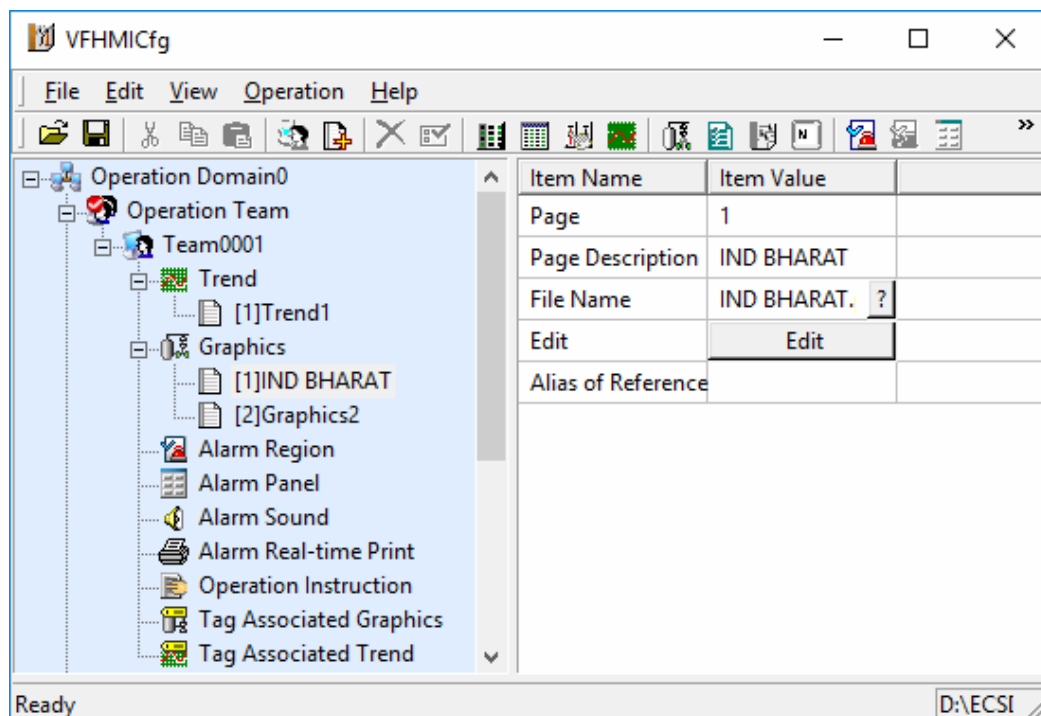 VFHMICfg
File Edit View Operation Help
N
»
Operation Domain0
Operation Team
Team0001
Trend
[1]Trend1
Graphics
[1]IND BHARAT
[2]Graphics2
Alarm Region
Alarm Panel
Alarm Sound
Alarm Real-time Print
Operation Instruction
Tag Associated Graphics
Tag Associated Trend
Item Name Item Value
Page 1
Page Description IND BHARAT
File Name IND BHARAT. ?
Edit Edit
Alias of Reference
Ready D:\ECSI